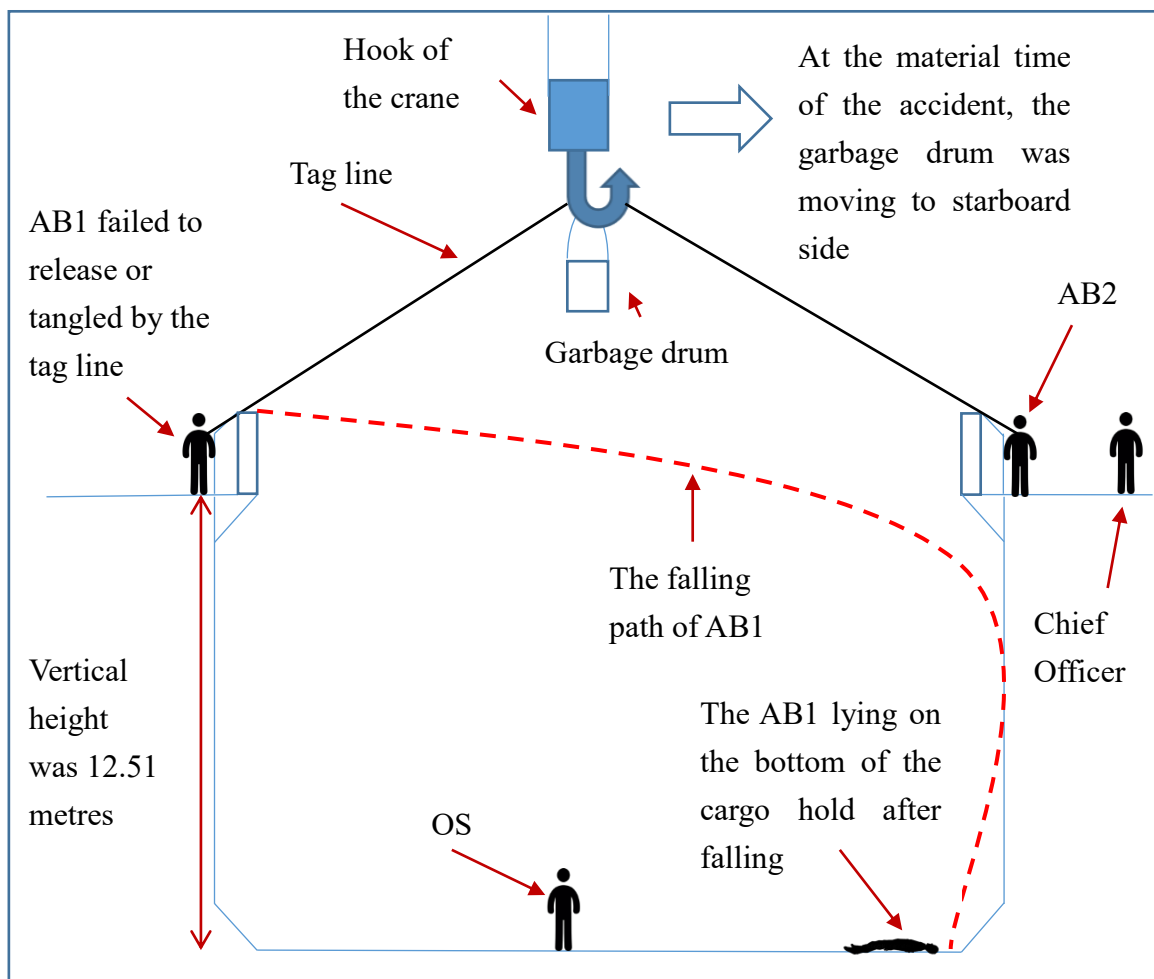 Hook of
the crane
At the material time
of the accident, the
garbage drum was
moving to starboard
side
Tag line
AB1 failed to
release or
tangled by the
tag line
AB2
Garbage drum
The falling
path of AB1
Chief
Officer
Vertical
height
was 12.51
metres
The AB1 lying on
the bottom of the
cargo hold after
falling
OS